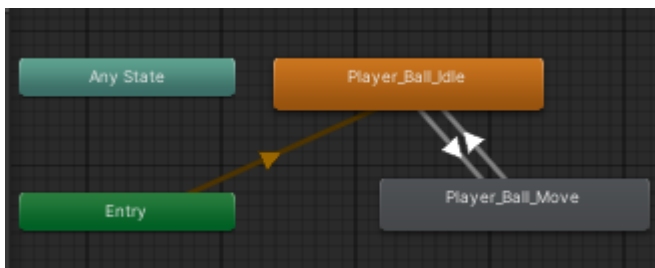 Any State
Player_Ball_Idle
Entry
Player_Ball_Move